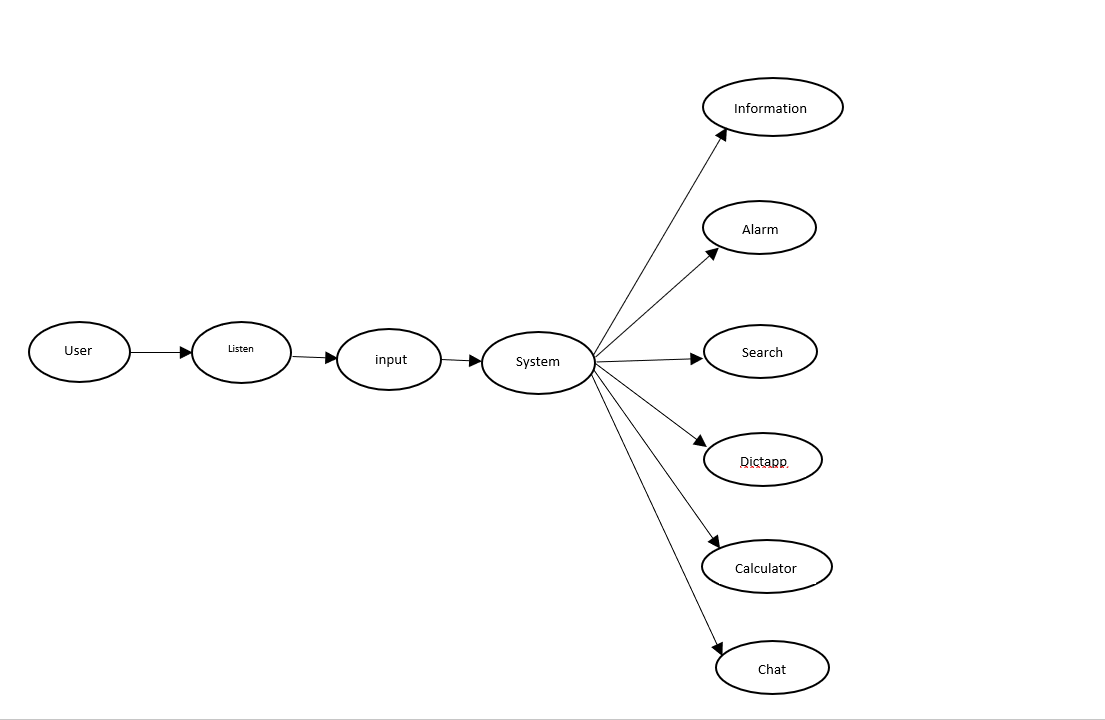 Information
Alarm
User
Listen
input
System
Search
Dictapp
Calculator
Chat